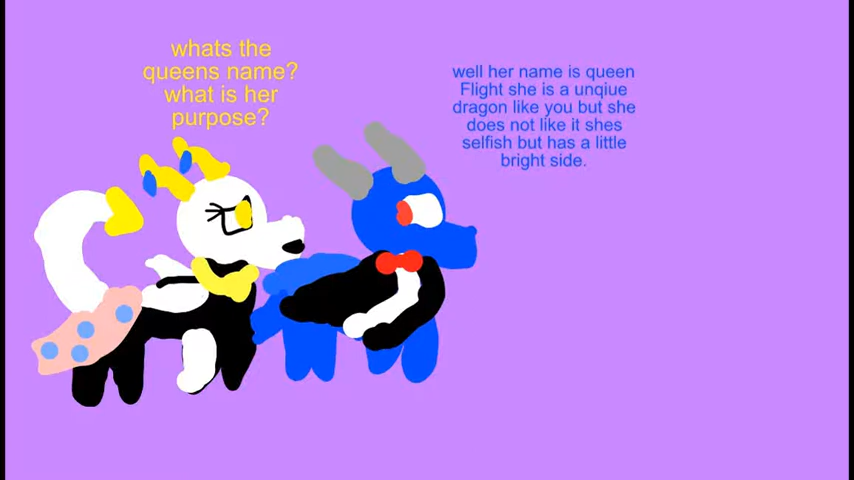 whats the
queens name?
what is her
purpose?
well her name is queen
Flight she is a unqiue
dragon like you but she
does not like it shes
selfish but has a little
bright side.